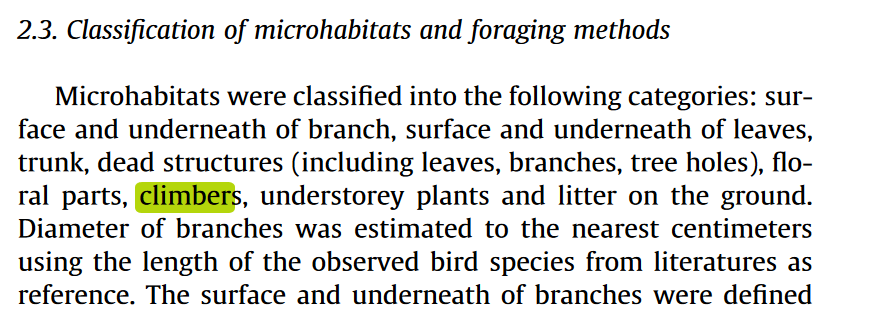 2.3. Classification of microhabitats and foraging methods
Microhabitats were classified into the following categories: sur-
face and underneath of branch, surface and underneath of leaves,
trunk, dead structures (including leaves, branches, tree holes), flo-
ral parts, climbers, understorey plants and litter on the ground.
Diameter of branches was estimated to the nearest centimeters
using the length of the observed bird species from literatures as
reference. The surface and underneath of branches were defined